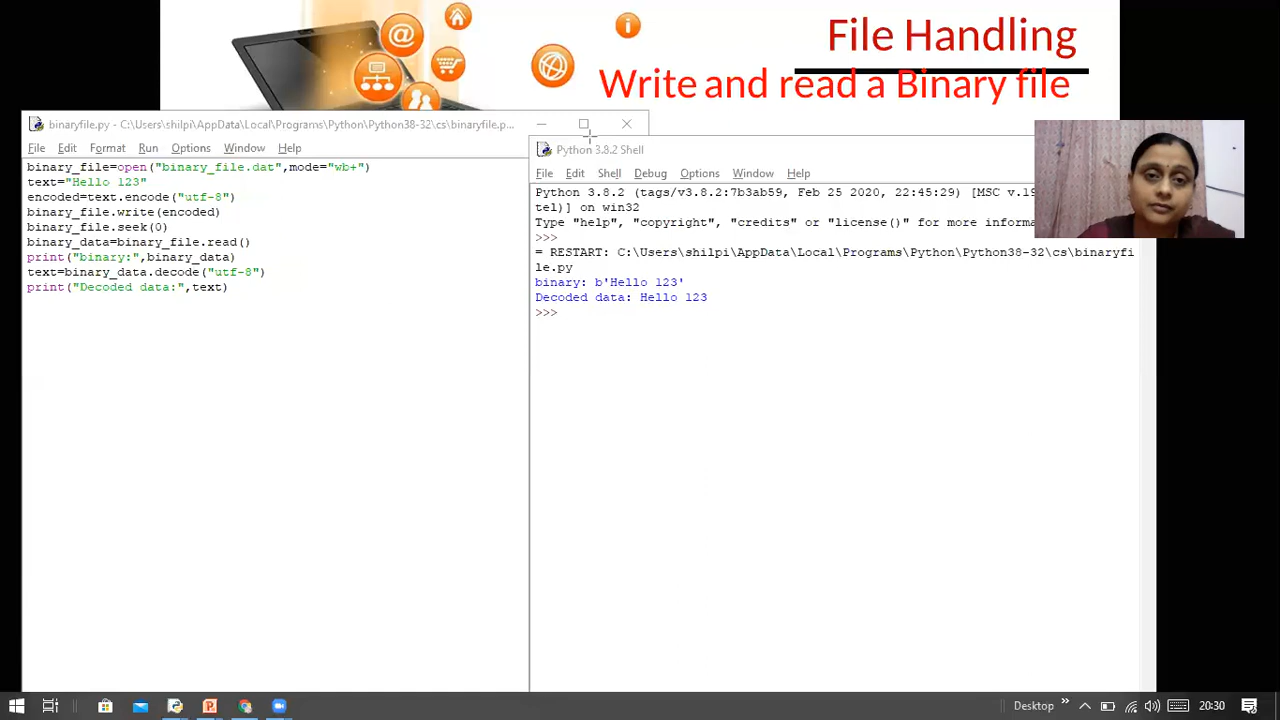 File Handling
Write and read a Binary file
binaryfile.py - C:\Users\shilpi\AppData\Local\Programs\Python\Python38-32\cs\binaryfile.p...
File Edit Format Run Options Window Help
binary_file=open("binary_file.dat",mode="wb+")
text="Hello 123"
encoded=text.encode("utf-8")
binary_file.write(encoded)
binary_file.seek(0)
binary_data=binary_file.read()
print("binary:",binary_data)
text=binary_data.decode("utf-8")
print("Decoded data:",text)
Python 3.8.2 Shell
File Edit Shell Debug Options Window Help
Python 3.8.2 (tags/v3.8.2:7b3ab59, Feb 25 2020, 22:45:29) [MSC v.19
tel)] on win32
Type "help", "copyright", "credits" or "license()" for more informa
>>>
= RESTART: C:\Users\shilpi\AppData\Local\Programs\Python\Python38-32\cs\binaryfi
le.py
binary: b'Hello 123'
Decoded data: Hello 123
>>>
Desktop
20:30